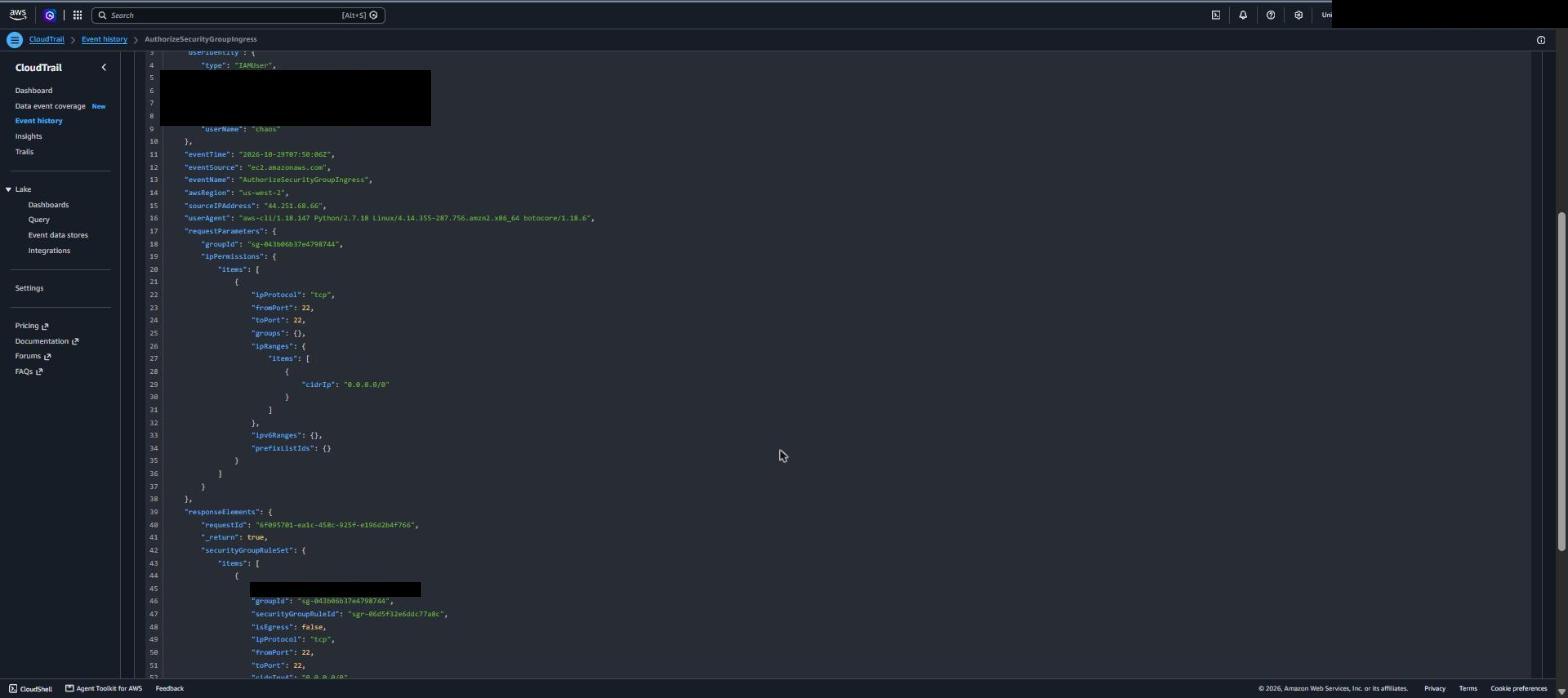 aws
Search
[Alt+S]
Uni
CloudTrail
Event history
AuthorizeSecurityGroupIngress
CloudTrail
Dashboard
Data event coverage New
Event history
Insights
Trails
Lake
Dashboards
Query
Event data stores
Integrations
Settings
Pricing
Documentation
Forums
FAQs
3 "userIdentity": {
4 "type": "IAMUser",
5
6
7
8
9 "userName": "chaos"
10 },
11 "eventTime": "2026-10-29T07:50:06Z",
12 "eventSource": "ec2.amazonaws.com",
13 "eventName": "AuthorizeSecurityGroupIngress",
14 "awsRegion": "us-west-2",
15 "sourceIPAddress": "44.251.68.66",
16 "userAgent": "aws-cli/1.18.147 Python/2.7.18 Linux/4.14.355-287.756.amzn2.x86_64 botocore/1.18.6",
17 "requestParameters": {
18 "groupId": "sg-043b06b37e4798744",
19 "ipPermissions": {
20 "items": [
21 {
22 "ipProtocol": "tcp",
23 "fromPort": 22,
24 "toPort": 22,
25 "groups": {},
26 "ipRanges": {
27 "items": [
28 {
29 "cidrIp": "0.0.0.0/0"
30 }
31 ]
32 },
33 "ipv6Ranges": {},
34 "prefixListIds": {}
35 }
36 ]
37 }
38 },
39 "responseElements": {
40 "requestId": "6f095701-ea1c-458c-925f-e196d2b4f766",
41 "_return": true,
42 "securityGroupRuleSet": {
43 "items": [
44 {
45
46 "groupId": "sg-043b06b37e4798744",
47 "securityGroupRuleId": "sgr-06d5f32e6ddc77a8c",
48 "isEgress": false,
49 "ipProtocol": "tcp",
50 "fromPort": 22,
51 "toPort": 22,
52 "cidrIpv4": "0.0.0.0/0"
CloudShell
Agent Toolkit for AWS
Feedback
© 2026, Amazon Web Services, Inc. or its affiliates.
Privacy
Terms
Cookie preferences